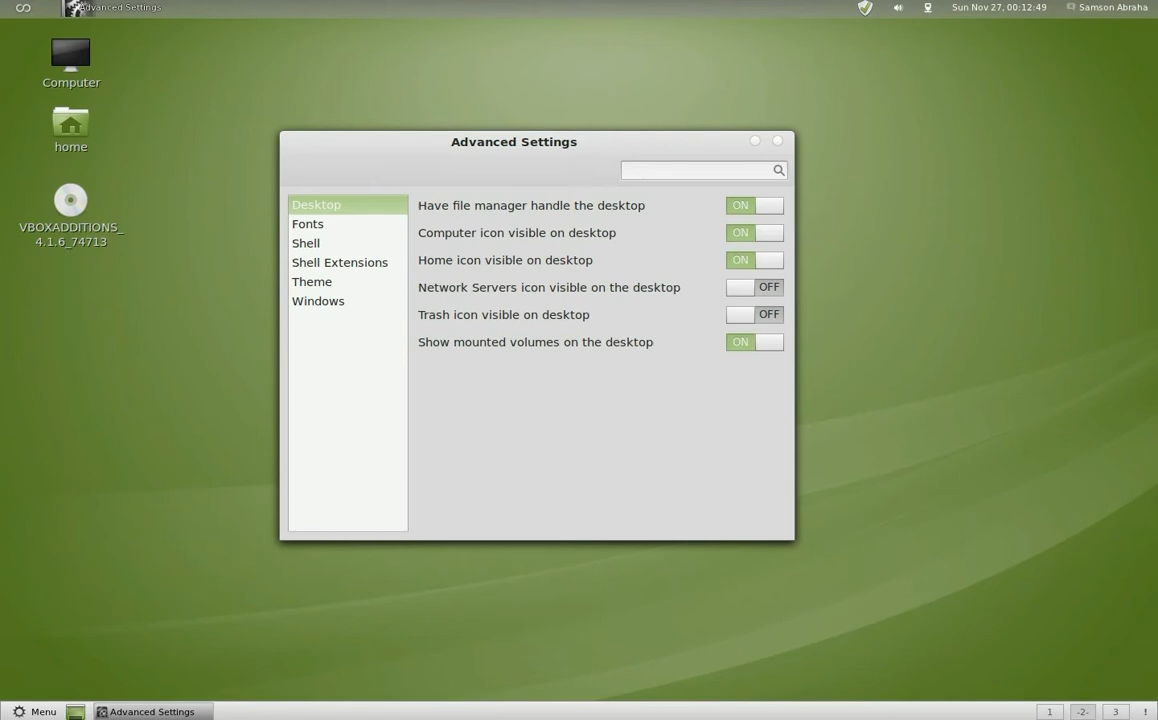 Advanced Settings
Sun Nov 27, 00:12:49
Samson Abraha
Computer
home
VBOXADDITIONS_
4.1.6_74713
Advanced Settings
Desktop
Fonts
Shell
Shell Extensions
Theme
Windows
Have file manager handle the desktop ON
Computer icon visible on desktop ON
Home icon visible on desktop ON
Network Servers icon visible on the desktop OFF
Trash icon visible on desktop OFF
Show mounted volumes on the desktop ON
Menu
Advanced Settings
1
-2-
3
!